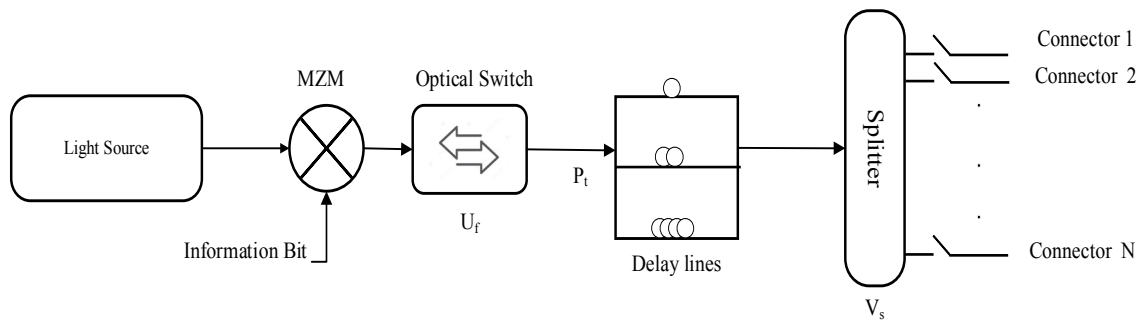 Light Source
MZM
Information Bit
Optical Switch
U_f
P_t
Delay lines
Splitter
V_s
Connector 1
Connector 2
Connector N